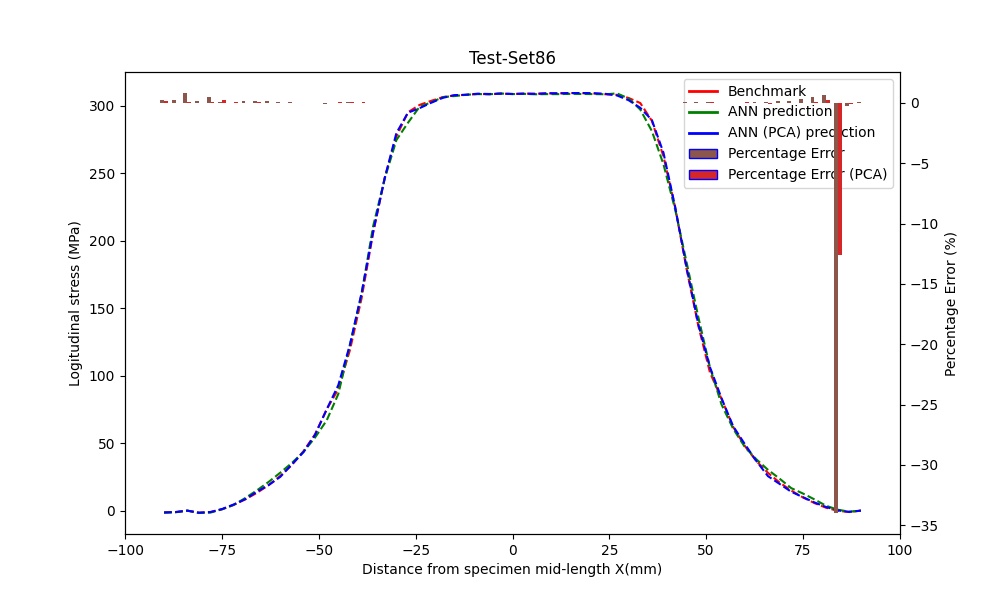 Test-Set86
Benchmark
ANN prediction
ANN (PCA) prediction
Percentage Error
Percentage Error (PCA)
300
250
200
150
100
50
0
Logitudinal stress (MPa)
0
−5
−10
−15
−20
−25
−30
−35
Percentage Error (%)
−100 −75 −50 −25 0 25 50 75 100
Distance from specimen mid-length X(mm)